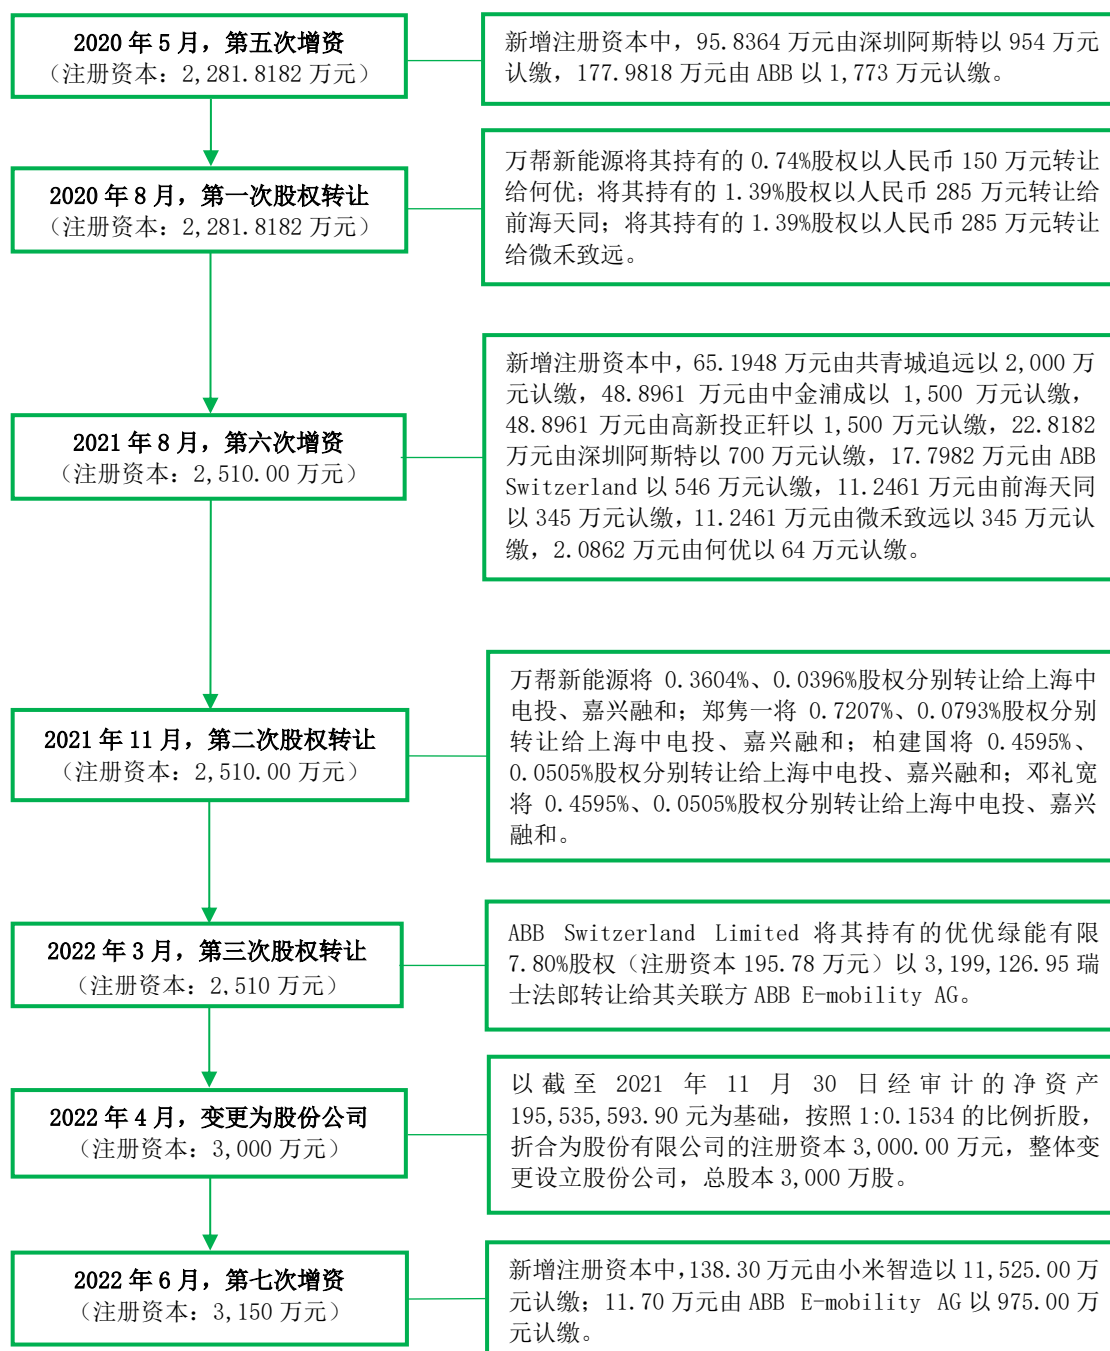 2020 年 5 月，第五次增资
（注册资本：2,281.8182 万元）
新增注册资本中，95.8364 万元由深圳阿斯特以 954 万元
认缴，177.9818 万元由 ABB 以 1,773 万元认缴。
2020 年 8 月，第一次股权转让
（注册资本：2,281.8182 万元）
万帮新能源将其持有的 0.74%股权以人民币 150 万元转让
给何优；将其持有的 1.39%股权以人民币 285 万元转让给
前海天同；将其持有的 1.39%股权以人民币 285 万元转让
给微禾致远。
2021 年 8 月，第六次增资
（注册资本：2,510.00 万元）
新增注册资本中，65.1948 万元由共青城追远以 2,000 万
元认缴，48.8961 万元由中金浦成以 1,500 万元认缴，
48.8961 万元由高新投正轩以 1,500 万元认缴，22.8182
万元由深圳阿斯特以 700 万元认缴，17.7982 万元由 ABB
Switzerland 以 546 万元认缴，11.2461 万元由前海天同
以 345 万元认缴，11.2461 万元由微禾致远以 345 万元认
缴，2.0862 万元由何优以 64 万元认缴。
2021 年 11 月，第二次股权转让
（注册资本：2,510.00 万元）
万帮新能源将 0.3604%、0.0396%股权分别转让给上海中
电投、嘉兴融和；郑隽一将 0.7207%、0.0793%股权分别
转让给上海中电投、嘉兴融和；柏建国将 0.4595%、
0.0505%股权分别转让给上海中电投、嘉兴融和；邓礼宽
将 0.4595%、0.0505%股权分别转让给上海中电投、嘉兴
融和。
2022 年 3 月，第三次股权转让
（注册资本：2,510 万元）
ABB Switzerland Limited 将其持有的优优绿能有限
7.80%股权（注册资本 195.78 万元）以 3,199,126.95 瑞
士法郎转让给其关联方 ABB E-mobility AG。
2022 年 4 月，变更为股份公司
（注册资本：3,000 万元）
以截至 2021 年 11 月 30 日经审计的净资产
195,535,593.90 元为基础，按照 1:0.1534 的比例折股，
折合为股份有限公司的注册资本 3,000.00 万元，整体变
更设立股份公司，总股本 3,000 万股。
2022 年 6 月，第七次增资
（注册资本：3,150 万元）
新增注册资本中，138.30 万元由小米智造以 11,525.00 万
元认缴；11.70 万元由 ABB E-mobility AG 以 975.00 万
元认缴。